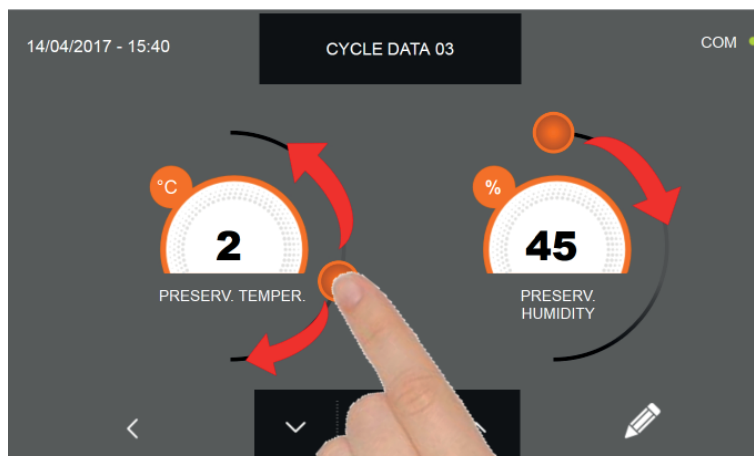 14/04/2017 - 15:40
CYCLE DATA 03
COM
°C
%
2
45
PRESERV. TEMPER.
PRESERV.
HUMIDITY